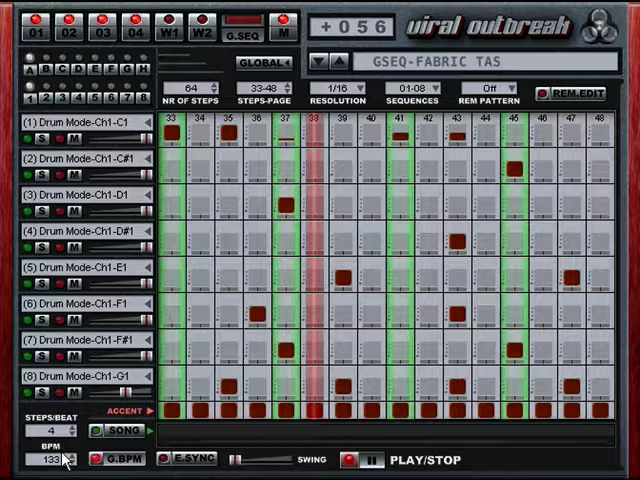 01 02 03 04 W1 W2 G.SEQ M +056 viral outbreak
A B C D E F G H GLOBAL GSEQ-FABRIC TAS
1 2 3 4 5 6 7 8 64 33-48 1/16 01-08 Off
NR OF STEPS STEPS-PAGE RESOLUTION SEQUENCES REM PATTERN REM.EDIT
(1) Drum Mode-Ch1-C1 33 34 35 36 37 38 39 40 41 42 43 44 45 46 47 48
S M
(2) Drum Mode-Ch1-C#1
S M
(3) Drum Mode-Ch1-D1
S M
(4) Drum Mode-Ch1-D#1
S M
(5) Drum Mode-Ch1-E1
S M
(6) Drum Mode-Ch1-F1
S M
(7) Drum Mode-Ch1-F#1
S M
(8) Drum Mode-Ch1-G1
S M
ACCENT
STEPS/BEAT
4 SONG
BPM
133 G.BPM E.SYNC SWING PLAY/STOP